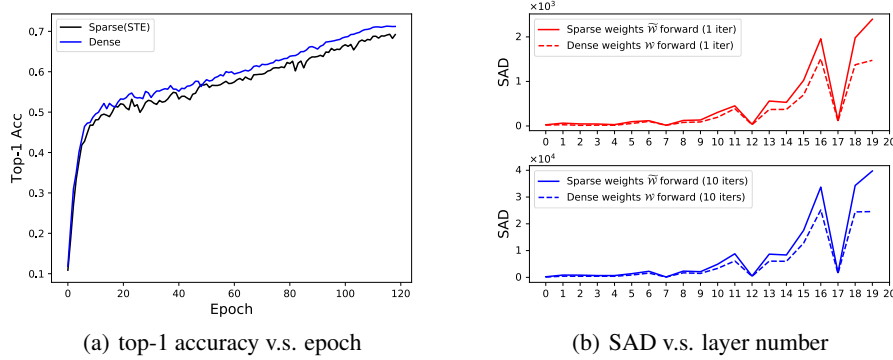 Sparse(STE)
Dense
0.7
0.6
0.5
0.4
0.3
0.2
0.1
Top-1 Acc
0 20 40 60 80 100 120
Epoch
(a) top-1 accuracy v.s. epoch
×10³
Sparse weights W̃ forward (1 iter)
Dense weights W forward (1 iter)
2
1
0
SAD
0 1 2 3 4 5 6 7 8 9 10 11 12 13 14 15 16 17 18 19 20
×10⁴
Sparse weights W̃ forward (10 iters)
Dense weights W forward (10 iters)
4
3
2
1
0
SAD
0 1 2 3 4 5 6 7 8 9 10 11 12 13 14 15 16 17 18 19 20
(b) SAD v.s. layer number